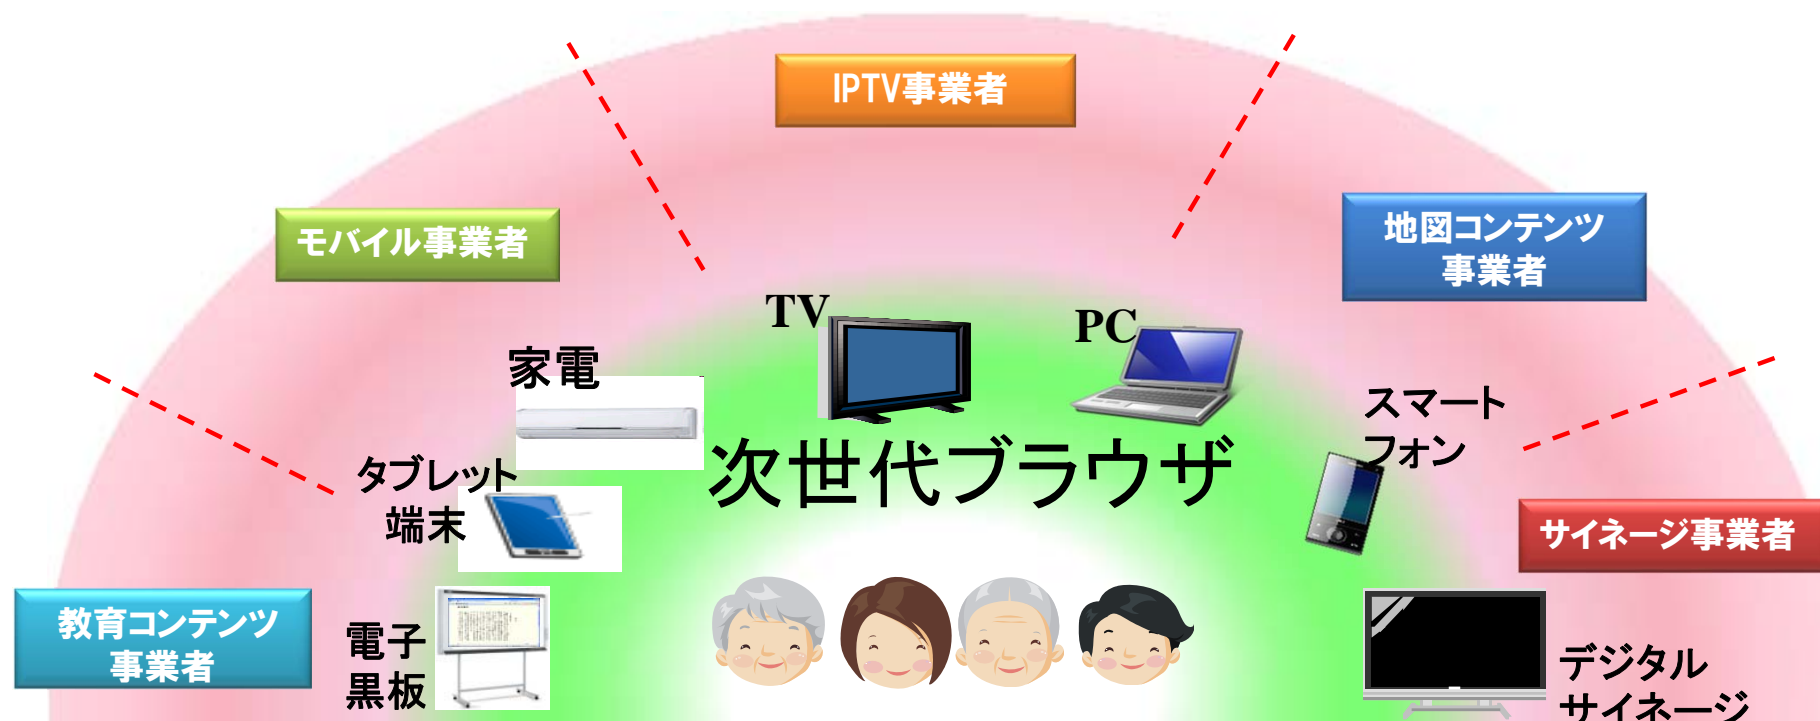 IPTV事業者
モバイル事業者
地図コンテンツ
事業者
TV
PC
家電
スマート
フォン
次世代ブラウザ
タブレット
端末
サイネージ事業者
教育コンテンツ
事業者
電子
黒板
デジタル
サイネージ